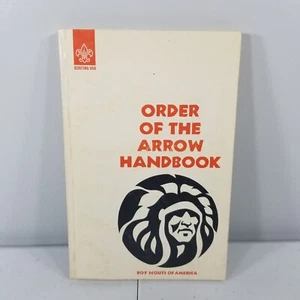 SCOUTING/USA
ORDER
OF THE
ARROW
HANDBOOK
BOY SCOUTS OF AMERICA